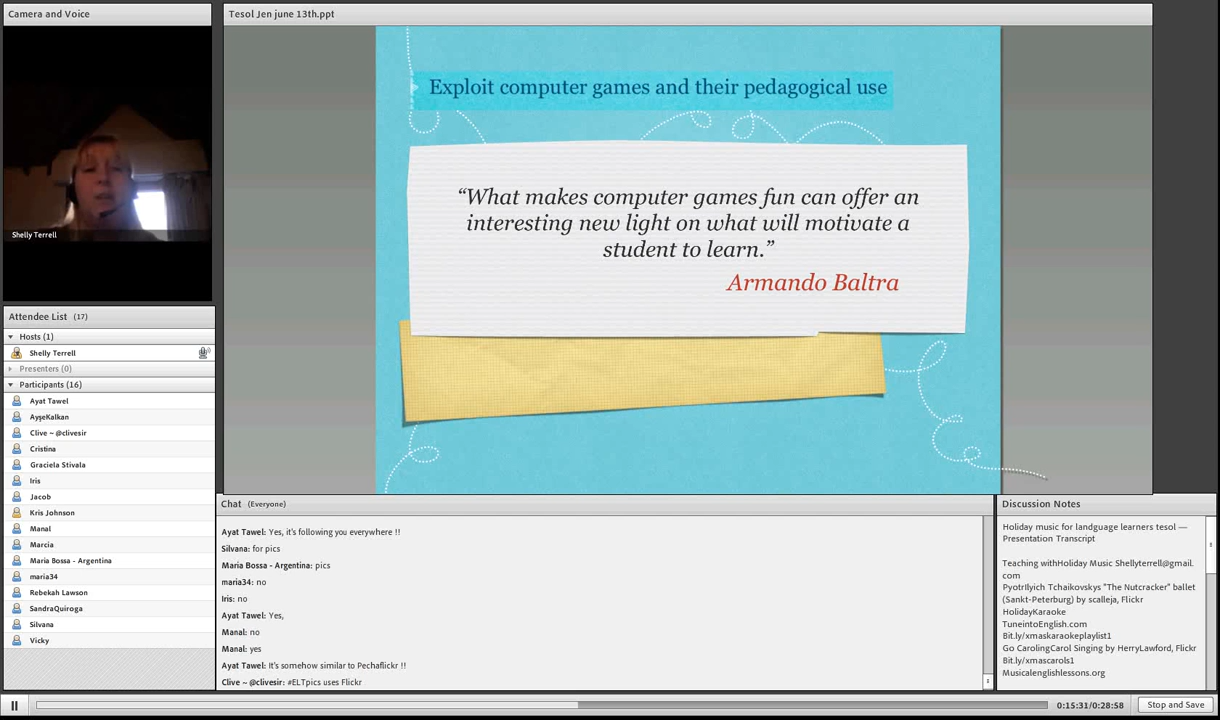 Camera and Voice
Shelly Terrell
Attendee List (17)
Hosts (1)
Shelly Terrell
Presenters (0)
Participants (16)
Ayat Tawel
AyşeKalkan
Clive ~ @clivesir
Cristina
Graciela Stivala
Iris
Jacob
Kris Johnson
Manal
Marcia
Maria Bossa - Argentina
maria34
Rebekah Lawson
SandraQuiroga
Silvana
Vicky
Tesol Jen june 13th.ppt
Exploit computer games and their pedagogical use
“What makes computer games fun can offer an
interesting new light on what will motivate a
student to learn.”
Armando Baltra
Chat (Everyone)
Ayat Tawel: Yes, it's following you everywhere !!
Silvana: for pics
Maria Bossa - Argentina: pics
maria34: no
Iris: no
Ayat Tawel: Yes,
Manal: no
Manal: yes
Ayat Tawel: It's somehow similar to Pechaflickr !!
Clive ~ @clivesir: #ELTpics uses Flickr
Discussion Notes
Holiday music for landguage learners tesol —
Presentation Transcript
Teaching withHoliday Music Shellyterrell@gmail.
com
PyotrIlyich Tchaikovskys "The Nutcracker" ballet
(Sankt-Peterburg) by scalleja, Flickr
HolidayKaraoke
TuneintoEnglish.com
Bit.ly/xmaskaraokeplaylist1
Go CarolingCarol Singing by HerryLawford, Flickr
Bit.ly/xmascarols1
Musicalenglishlessons.org
0:15:31/0:28:58
Stop and Save